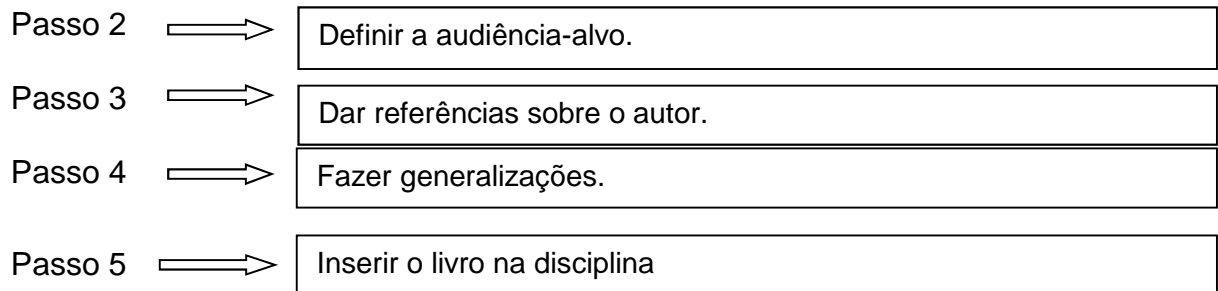 Passo 2 Definir a audiência-alvo.
Passo 3 Dar referências sobre o autor.
Passo 4 Fazer generalizações.
Passo 5 Inserir o livro na disciplina